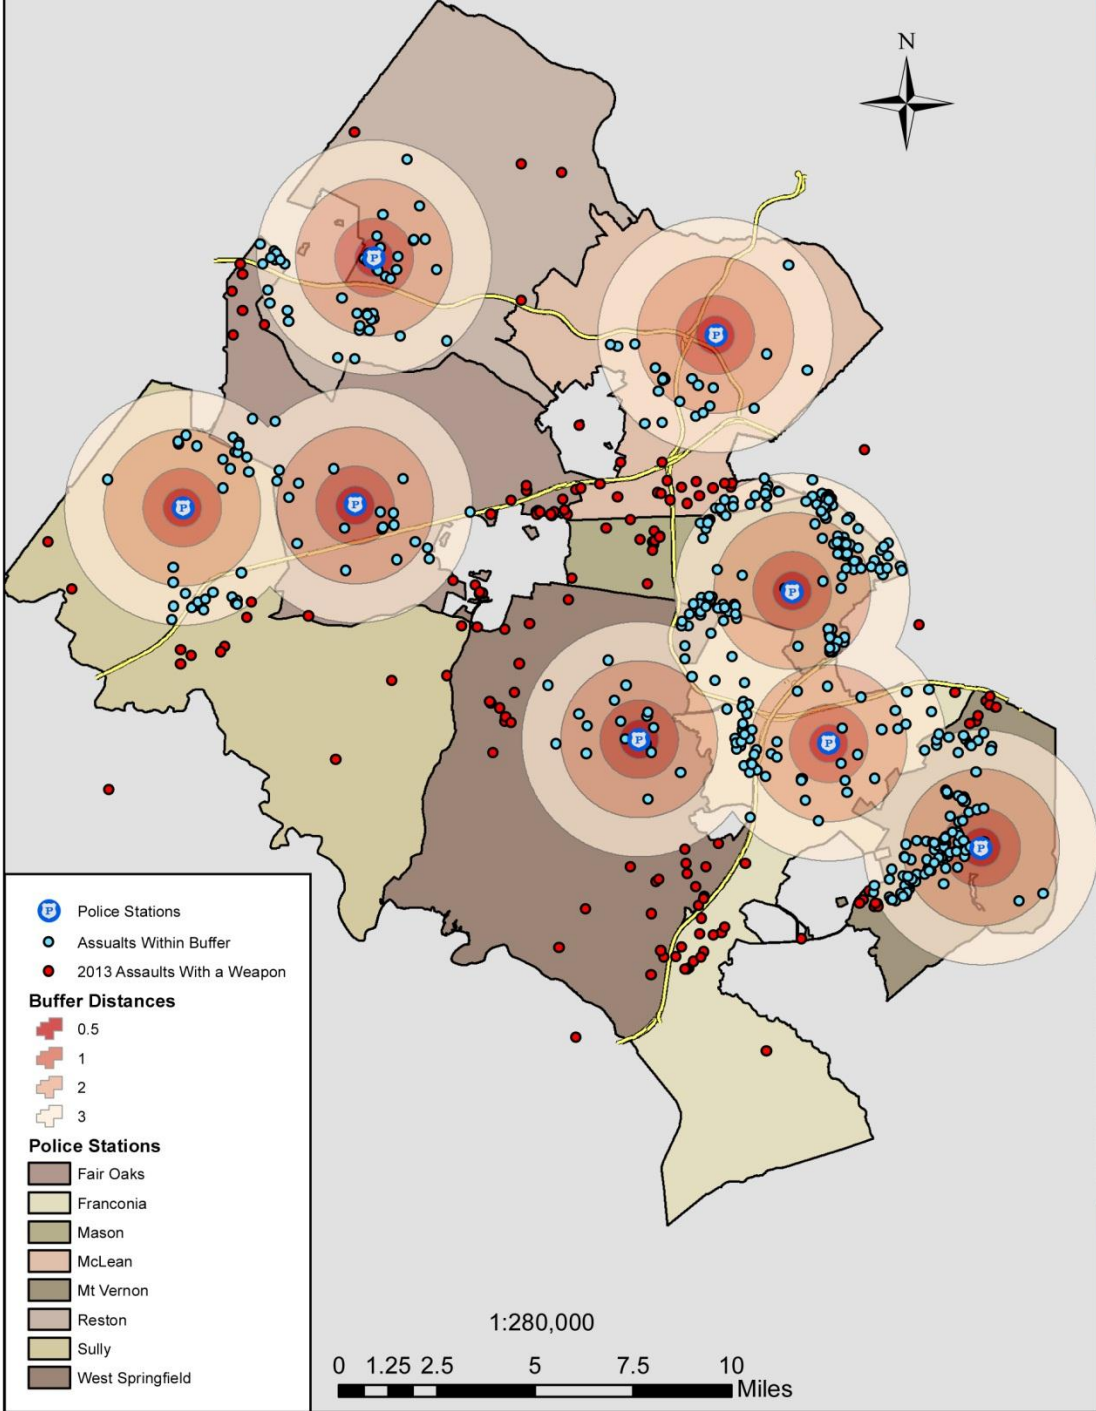 N
P
P
P
P
P
P
P
P
P Police Stations
Assualts Within Buffer
2013 Assaults With a Weapon
Buffer Distances
0.5
1
2
3
Police Stations
Fair Oaks
Franconia
Mason
McLean
Mt Vernon
Reston
Sully
West Springfield
1:280,000
0 1.25 2.5 5 7.5 10
Miles